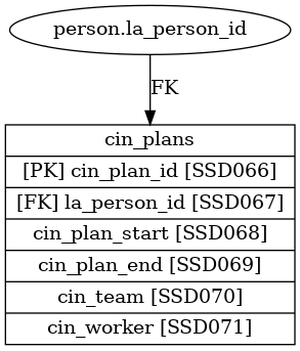 person.la_person_id
FK
cin_plans
[PK] cin_plan_id [SSD066]
[FK] la_person_id [SSD067]
cin_plan_start [SSD068]
cin_plan_end [SSD069]
cin_team [SSD070]
cin_worker [SSD071]